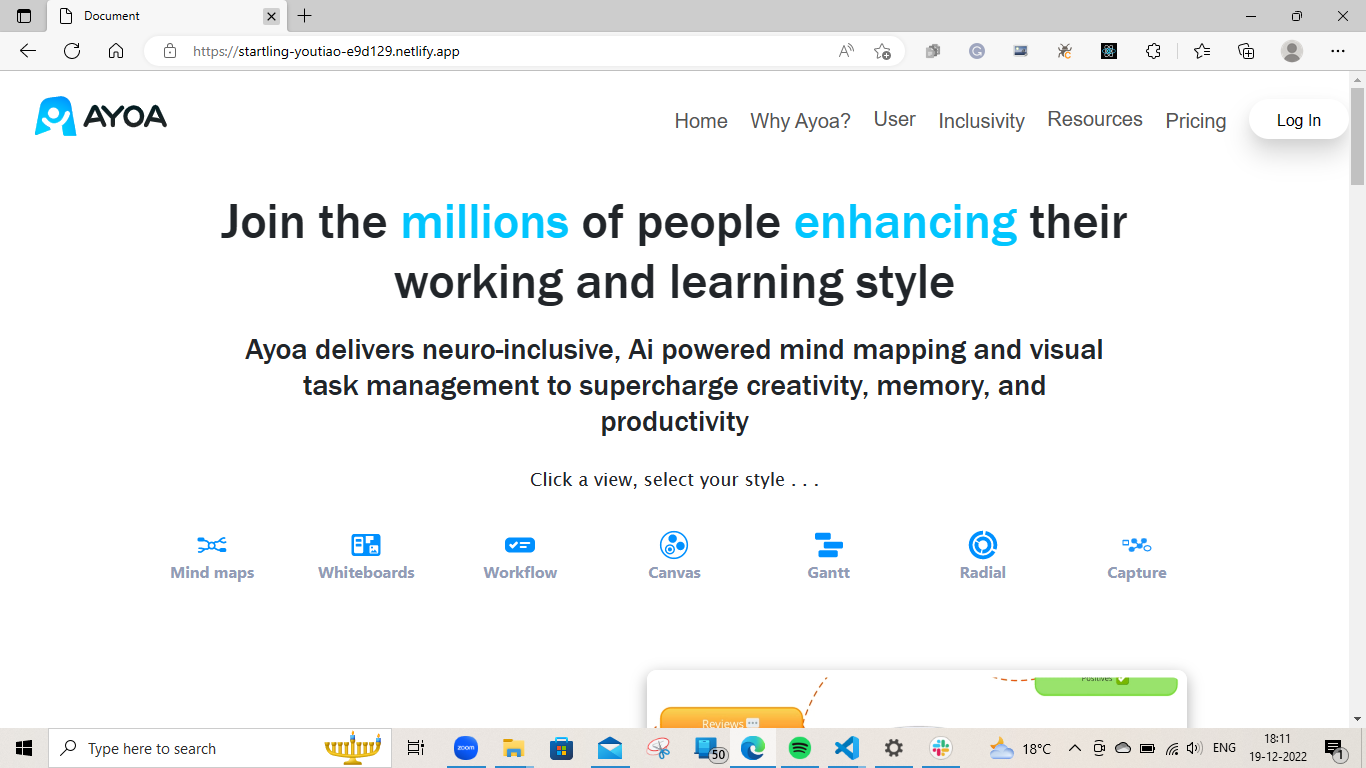 Document
https://startling-youtiao-e9d129.netlify.app
AYOA
Home Why Ayoa? User Inclusivity Resources Pricing Log In
Join the millions of people enhancing their
working and learning style
Ayoa delivers neuro-inclusive, Ai powered mind mapping and visual
task management to supercharge creativity, memory, and
productivity
Click a view, select your style . . .
Mind maps Whiteboards Workflow Canvas Gantt Radial Capture
Positives
Reviews
Type here to search
zoom
50
18°C
ENG
18:11
19-12-2022
1